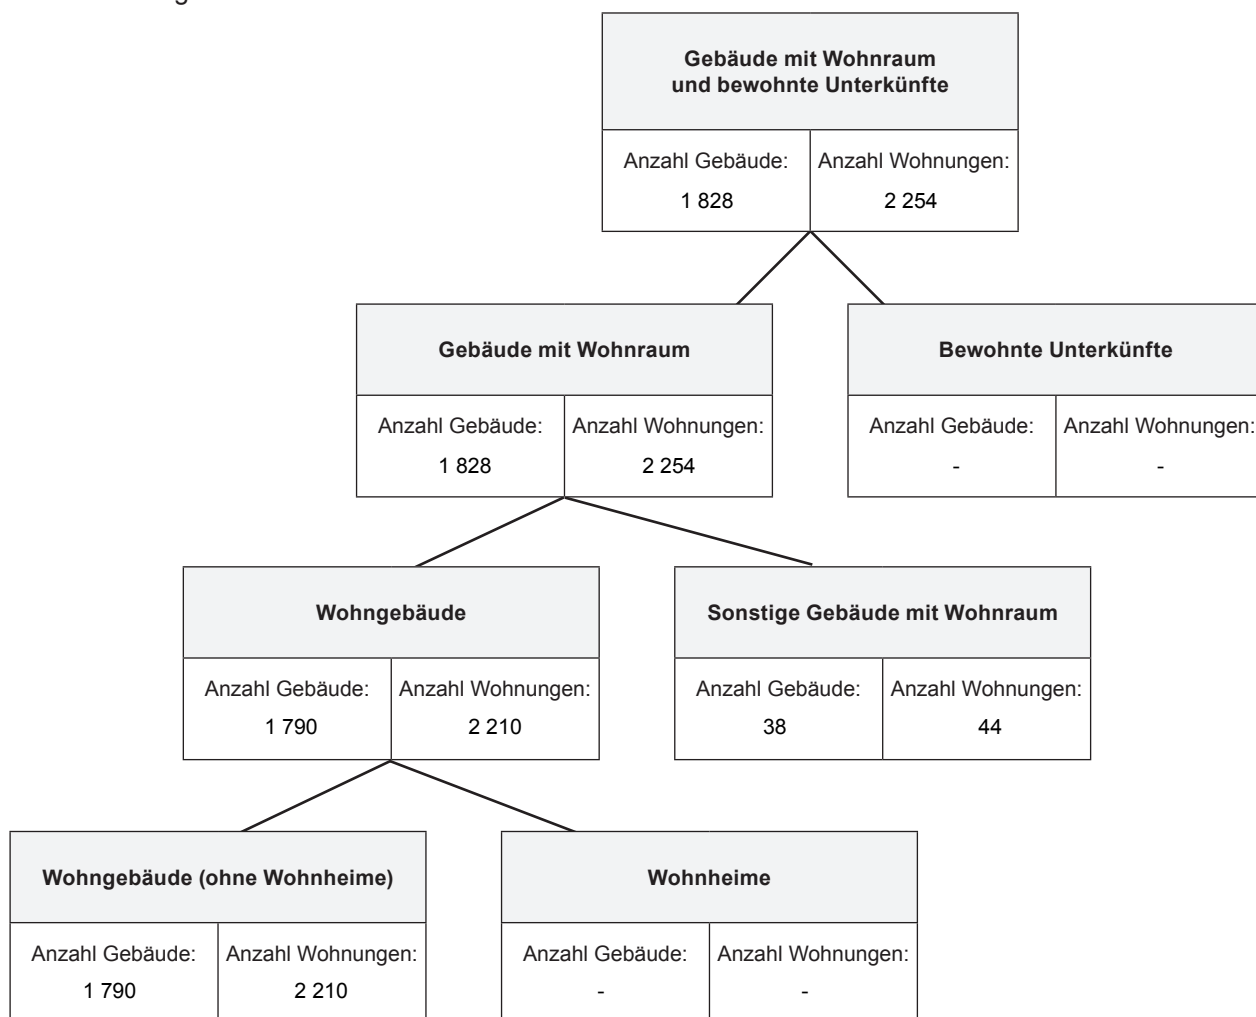 Gebäude mit Wohnraum
und bewohnte Unterkünfte
Anzahl Gebäude: Anzahl Wohnungen:
1 828 2 254
Gebäude mit Wohnraum
Anzahl Gebäude: Anzahl Wohnungen:
1 828 2 254
Bewohnte Unterkünfte
Anzahl Gebäude: Anzahl Wohnungen:
- -
Wohngebäude
Anzahl Gebäude: Anzahl Wohnungen:
1 790 2 210
Sonstige Gebäude mit Wohnraum
Anzahl Gebäude: Anzahl Wohnungen:
38 44
Wohngebäude (ohne Wohnheime)
Anzahl Gebäude: Anzahl Wohnungen:
1 790 2 210
Wohnheime
Anzahl Gebäude: Anzahl Wohnungen:
- -